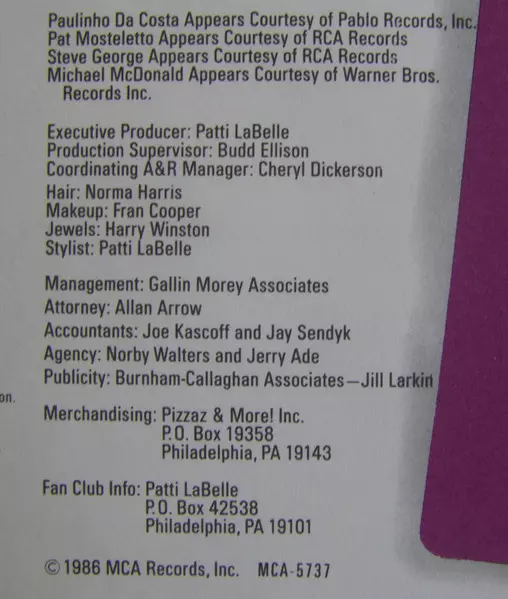 Paulinho Da Costa Appears Courtesy of Pablo Records, Inc.
Pat Mosteletto Appears Courtesy of RCA Records
Steve George Appears Courtesy of RCA Records
Michael McDonald Appears Courtesy of Warner Bros.
Records Inc.
Executive Producer: Patti LaBelle
Production Supervisor: Budd Ellison
Coordinating A&R Manager: Cheryl Dickerson
Hair: Norma Harris
Makeup: Fran Cooper
Jewels: Harry Winston
Stylist: Patti LaBelle
Management: Gallin Morey Associates
Attorney: Allan Arrow
Accountants: Joe Kascoff and Jay Sendyk
Agency: Norby Walters and Jerry Ade
Publicity: Burnham-Callaghan Associates—Jill Larkin
on.
Merchandising: Pizzaz & More! Inc.
P.O. Box 19358
Philadelphia, PA 19143
Fan Club Info: Patti LaBelle
P.O. Box 42538
Philadelphia, PA 19101
© 1986 MCA Records, Inc. MCA-5737